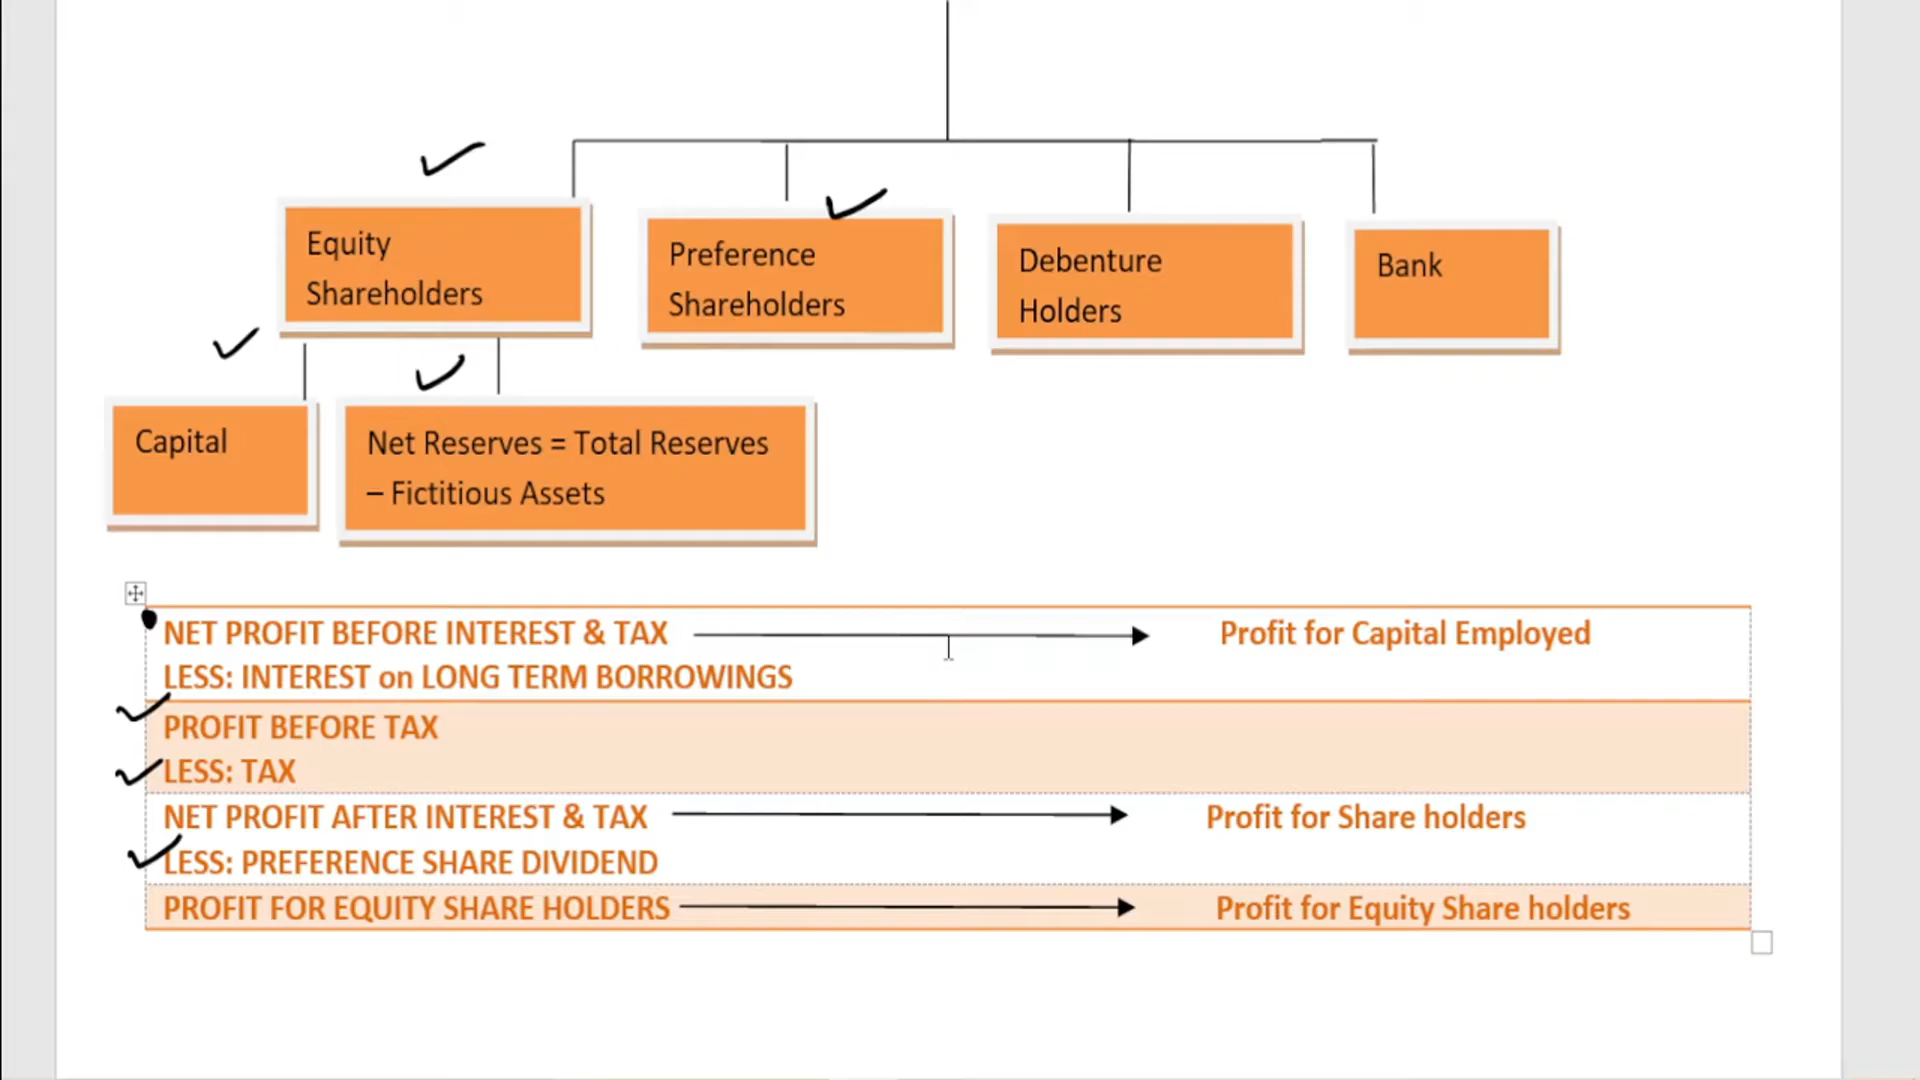 Equity
Shareholders
Preference
Shareholders
Debenture
Holders
Bank
Capital
Net Reserves = Total Reserves
– Fictitious Assets
NET PROFIT BEFORE INTEREST & TAX Profit for Capital Employed
LESS: INTEREST on LONG TERM BORROWINGS
PROFIT BEFORE TAX
LESS: TAX
NET PROFIT AFTER INTEREST & TAX Profit for Share holders
LESS: PREFERENCE SHARE DIVIDEND
PROFIT FOR EQUITY SHARE HOLDERS Profit for Equity Share holders